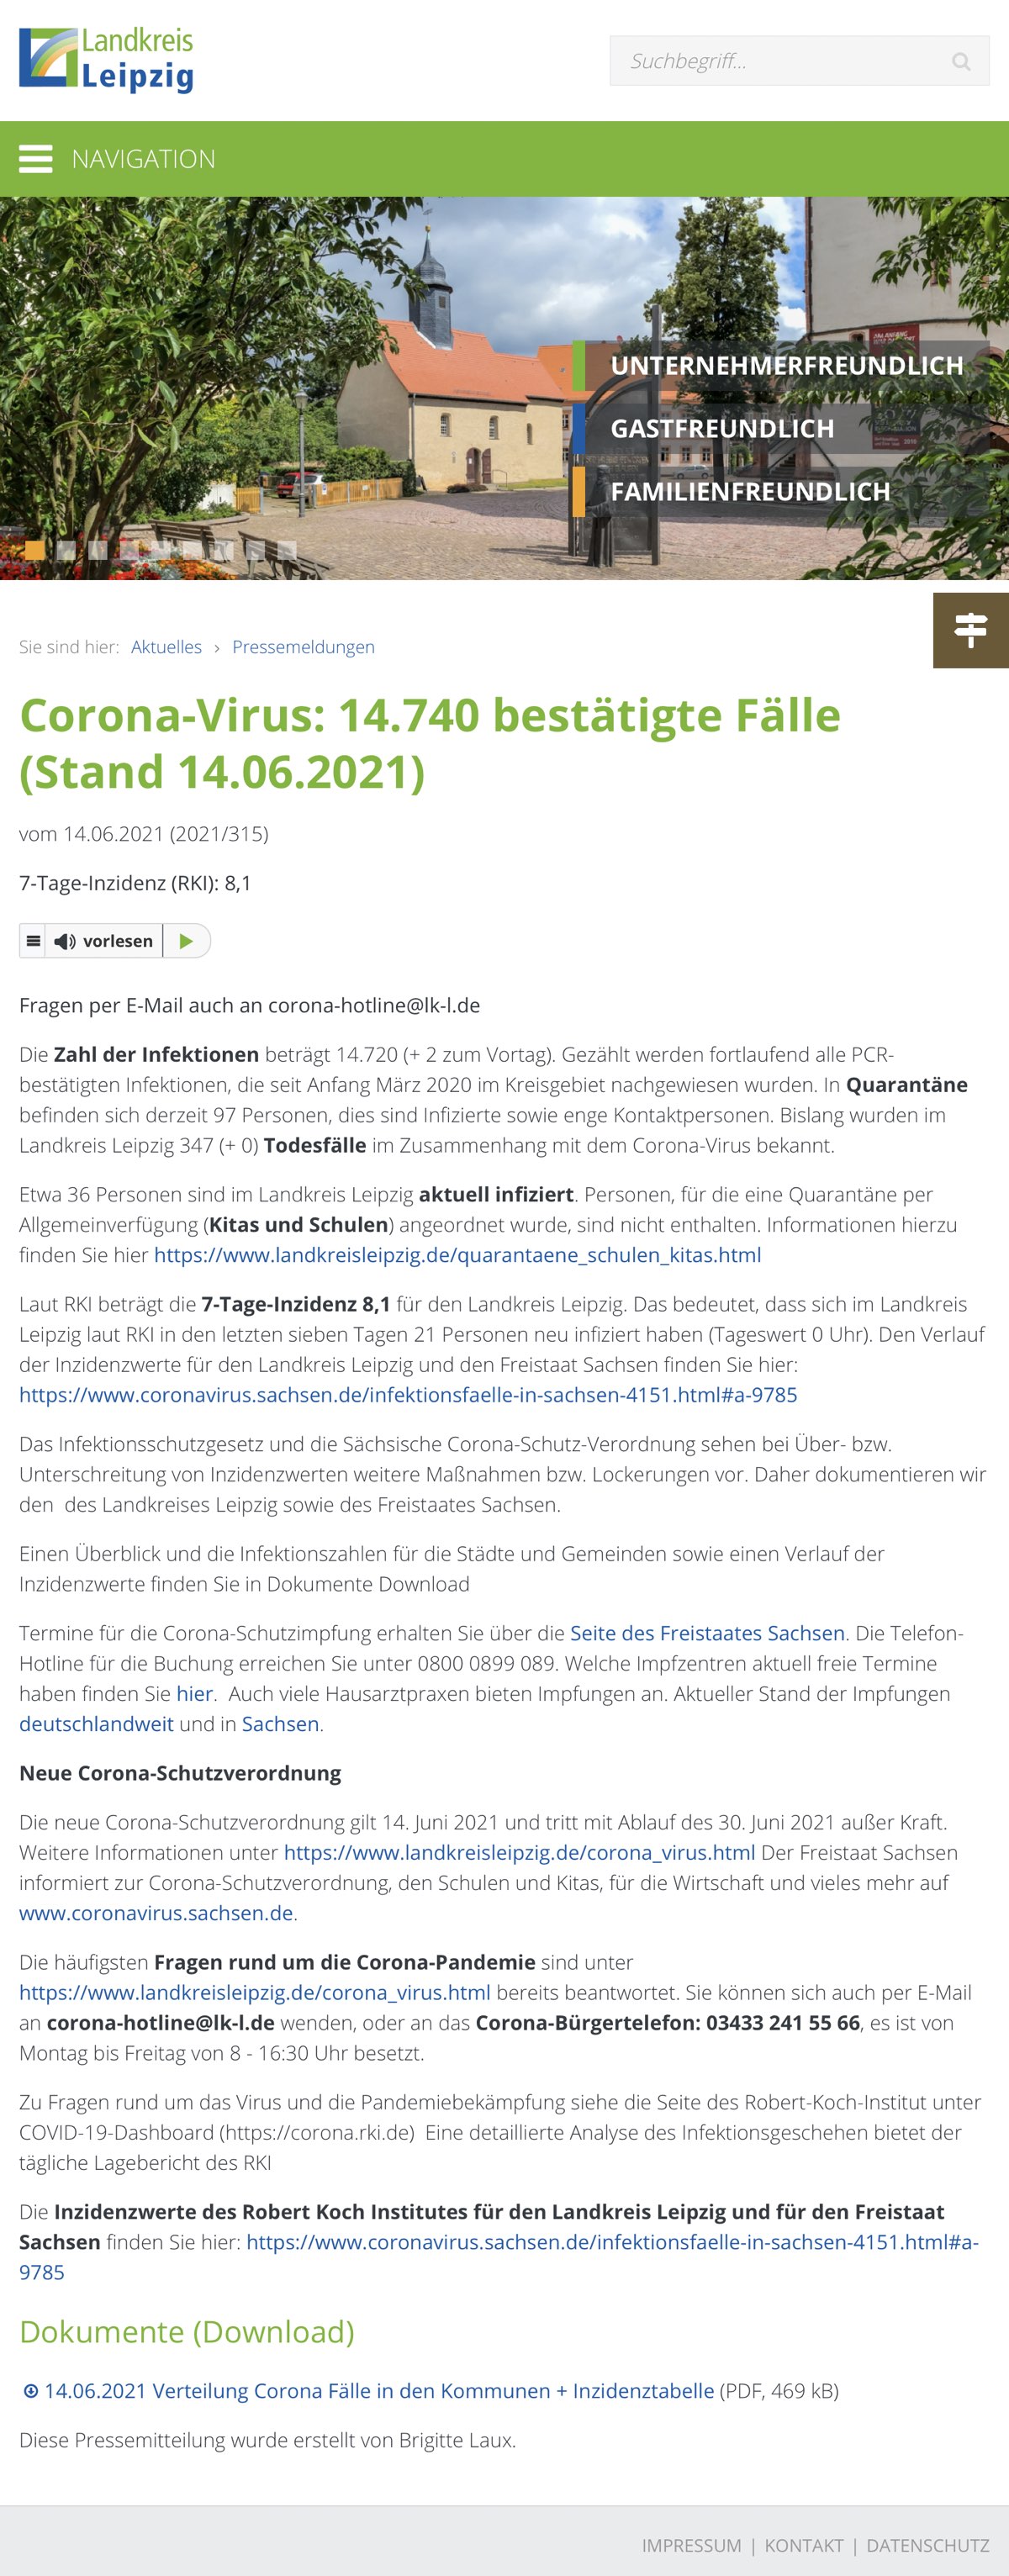 Landkreis
Leipzig
Suchbegriff...
NAVIGATION
UNTERNEHMERFREUNDLICH
GASTFREUNDLICH
FAMILIENFREUNDLICH
Sie sind hier: Aktuelles › Pressemeldungen
Corona-Virus: 14.740 bestätigte Fälle
(Stand 14.06.2021)
vom 14.06.2021 (2021/315)
7-Tage-Inzidenz (RKI): 8,1
vorlesen
Fragen per E-Mail auch an corona-hotline@lk-l.de
Die Zahl der Infektionen beträgt 14.720 (+ 2 zum Vortag). Gezählt werden fortlaufend alle PCR-
bestätigten Infektionen, die seit Anfang März 2020 im Kreisgebiet nachgewiesen wurden. In Quarantäne
befinden sich derzeit 97 Personen, dies sind Infizierte sowie enge Kontaktpersonen. Bislang wurden im
Landkreis Leipzig 347 (+ 0) Todesfälle im Zusammenhang mit dem Corona-Virus bekannt.
Etwa 36 Personen sind im Landkreis Leipzig aktuell infiziert. Personen, für die eine Quarantäne per
Allgemeinverfügung (Kitas und Schulen) angeordnet wurde, sind nicht enthalten. Informationen hierzu
finden Sie hier https://www.landkreisleipzig.de/quarantaene_schulen_kitas.html
Laut RKI beträgt die 7-Tage-Inzidenz 8,1 für den Landkreis Leipzig. Das bedeutet, dass sich im Landkreis
Leipzig laut RKI in den letzten sieben Tagen 21 Personen neu infiziert haben (Tageswert 0 Uhr). Den Verlauf
der Inzidenzwerte für den Landkreis Leipzig und den Freistaat Sachsen finden Sie hier:
https://www.coronavirus.sachsen.de/infektionsfaelle-in-sachsen-4151.html#a-9785
Das Infektionsschutzgesetz und die Sächsische Corona-Schutz-Verordnung sehen bei Über- bzw.
Unterschreitung von Inzidenzwerten weitere Maßnahmen bzw. Lockerungen vor. Daher dokumentieren wir
den  des Landkreises Leipzig sowie des Freistaates Sachsen.
Einen Überblick und die Infektionszahlen für die Städte und Gemeinden sowie einen Verlauf der
Inzidenzwerte finden Sie in Dokumente Download
Termine für die Corona-Schutzimpfung erhalten Sie über die Seite des Freistaates Sachsen. Die Telefon-
Hotline für die Buchung erreichen Sie unter 0800 0899 089. Welche Impfzentren aktuell freie Termine
haben finden Sie hier.  Auch viele Hausarztpraxen bieten Impfungen an. Aktueller Stand der Impfungen
deutschlandweit und in Sachsen.
Neue Corona-Schutzverordnung
Die neue Corona-Schutzverordnung gilt 14. Juni 2021 und tritt mit Ablauf des 30. Juni 2021 außer Kraft.
Weitere Informationen unter https://www.landkreisleipzig.de/corona_virus.html Der Freistaat Sachsen
informiert zur Corona-Schutzverordnung, den Schulen und Kitas, für die Wirtschaft und vieles mehr auf
www.coronavirus.sachsen.de.
Die häufigsten Fragen rund um die Corona-Pandemie sind unter
https://www.landkreisleipzig.de/corona_virus.html bereits beantwortet. Sie können sich auch per E-Mail
an corona-hotline@lk-l.de wenden, oder an das Corona-Bürgertelefon: 03433 241 55 66, es ist von
Montag bis Freitag von 8 - 16:30 Uhr besetzt.
Zu Fragen rund um das Virus und die Pandemiebekämpfung siehe die Seite des Robert-Koch-Institut unter
COVID-19-Dashboard (https://corona.rki.de)  Eine detaillierte Analyse des Infektionsgeschehen bietet der
tägliche Lagebericht des RKI
Die Inzidenzwerte des Robert Koch Institutes für den Landkreis Leipzig und für den Freistaat
Sachsen finden Sie hier: https://www.coronavirus.sachsen.de/infektionsfaelle-in-sachsen-4151.html#a-
9785
Dokumente (Download)
14.06.2021 Verteilung Corona Fälle in den Kommunen + Inzidenztabelle (PDF, 469 kB)
Diese Pressemitteilung wurde erstellt von Brigitte Laux.
IMPRESSUM | KONTAKT | DATENSCHUTZ